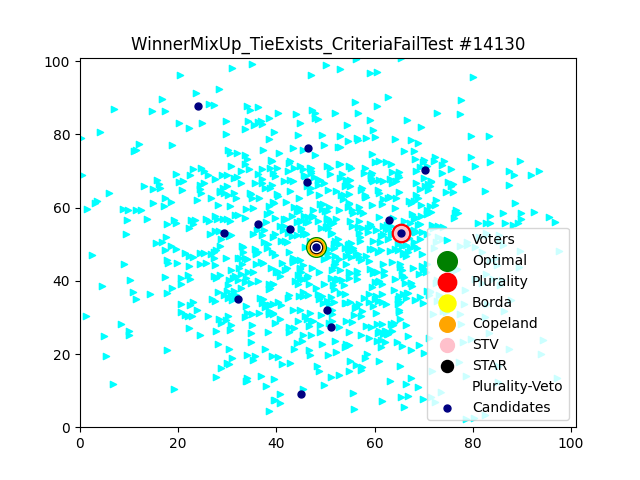 WinnerMixUp_TieExists_CriteriaFailTest #14130
100
80
60
40
20
0
0 20 40 60 80 100
Voters
Optimal
Plurality
Borda
Copeland
STV
STAR
Plurality-Veto
Candidates